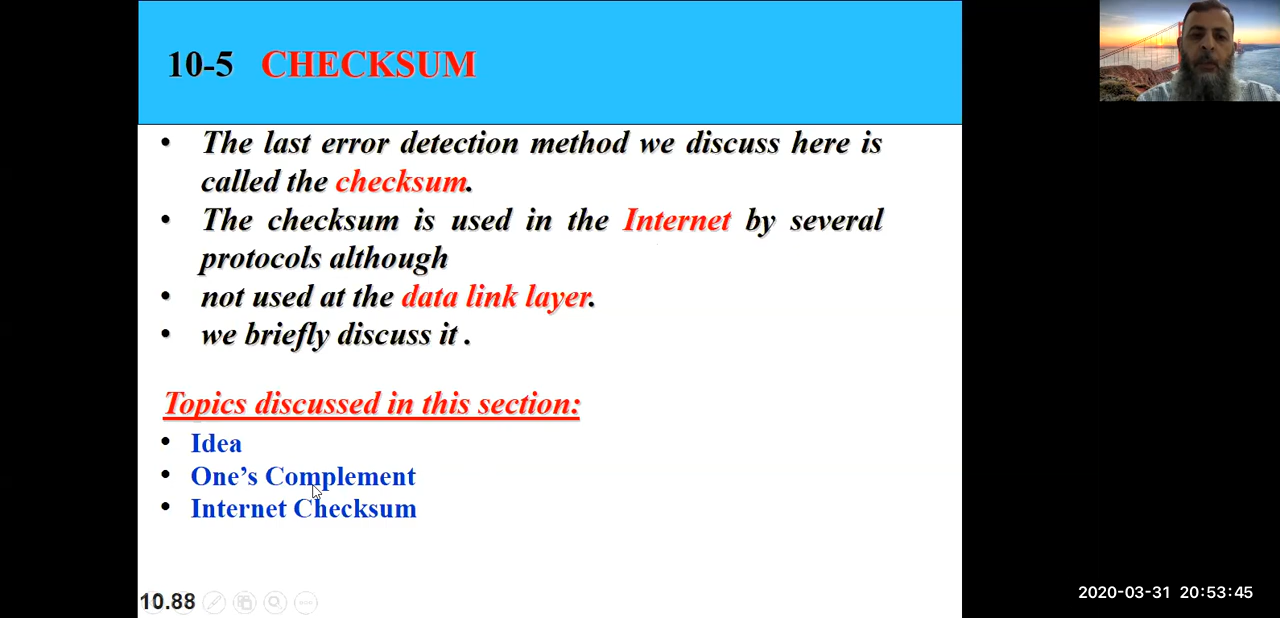 10-5 CHECKSUM
• The last error detection method we discuss here is
called the checksum.
• The checksum is used in the Internet by several
protocols although
• not used at the data link layer.
• we briefly discuss it .
Topics discussed in this section:
• Idea
• One’s Complement
• Internet Checksum
10.88
2020-03-31 20:53:45